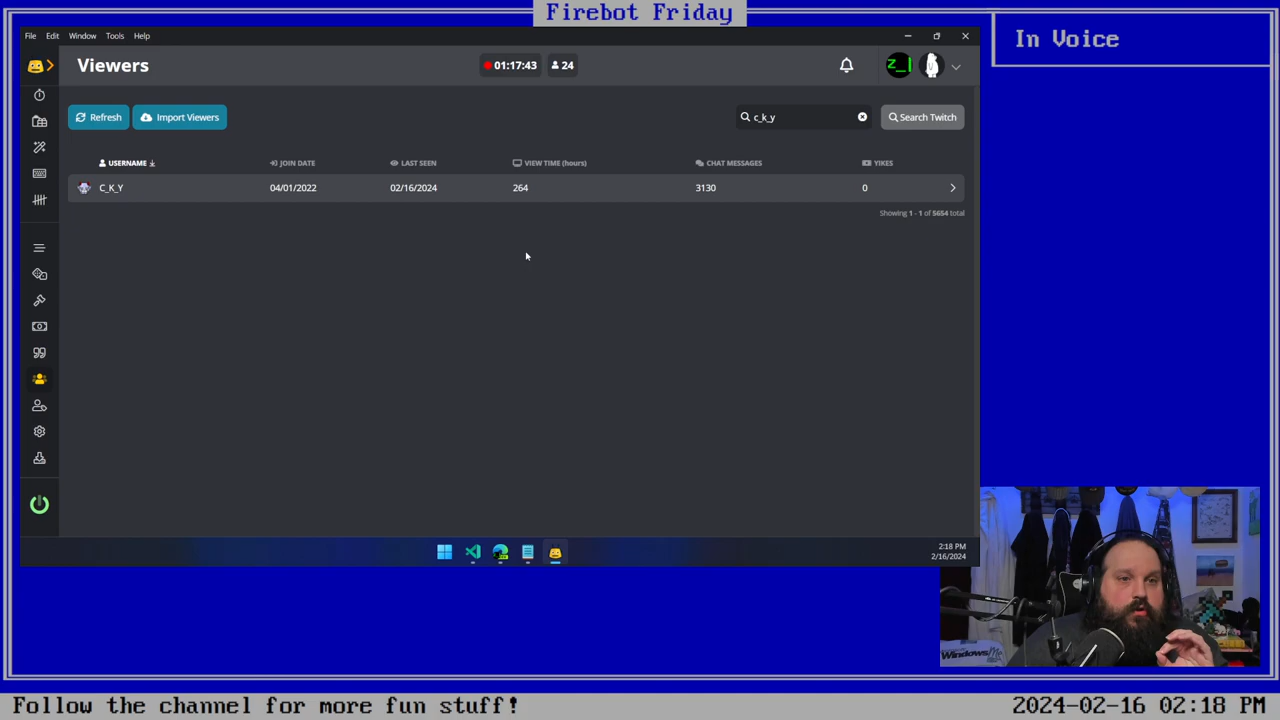 Firebot Friday
In Voice
File Edit Window Tools Help
Viewers
01:17:43
24
z_l
Refresh
Import Viewers
c_k_y
Search Twitch
USERNAME
JOIN DATE
LAST SEEN
VIEW TIME (hours)
CHAT MESSAGES
YIKES
C_K_Y
04/01/2022
02/16/2024
264
3130
0
Showing 1 - 1 of 5654 total
2:18 PM
2/16/2024
WindowsMe
Follow the channel for more fun stuff!
2024-02-16 02:18 PM